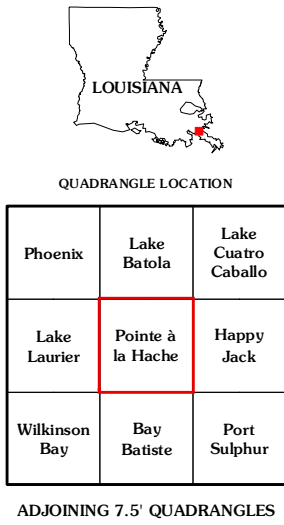 LOUISIANA
QUADRANGLE LOCATION
Phoenix
Lake
Batola
Lake
Cuatro
Caballo
Lake
Laurier
Pointe à
la Hache
Happy
Jack
Wilkinson
Bay
Bay
Batiste
Port
Sulphur
ADJOINING 7.5' QUADRANGLES